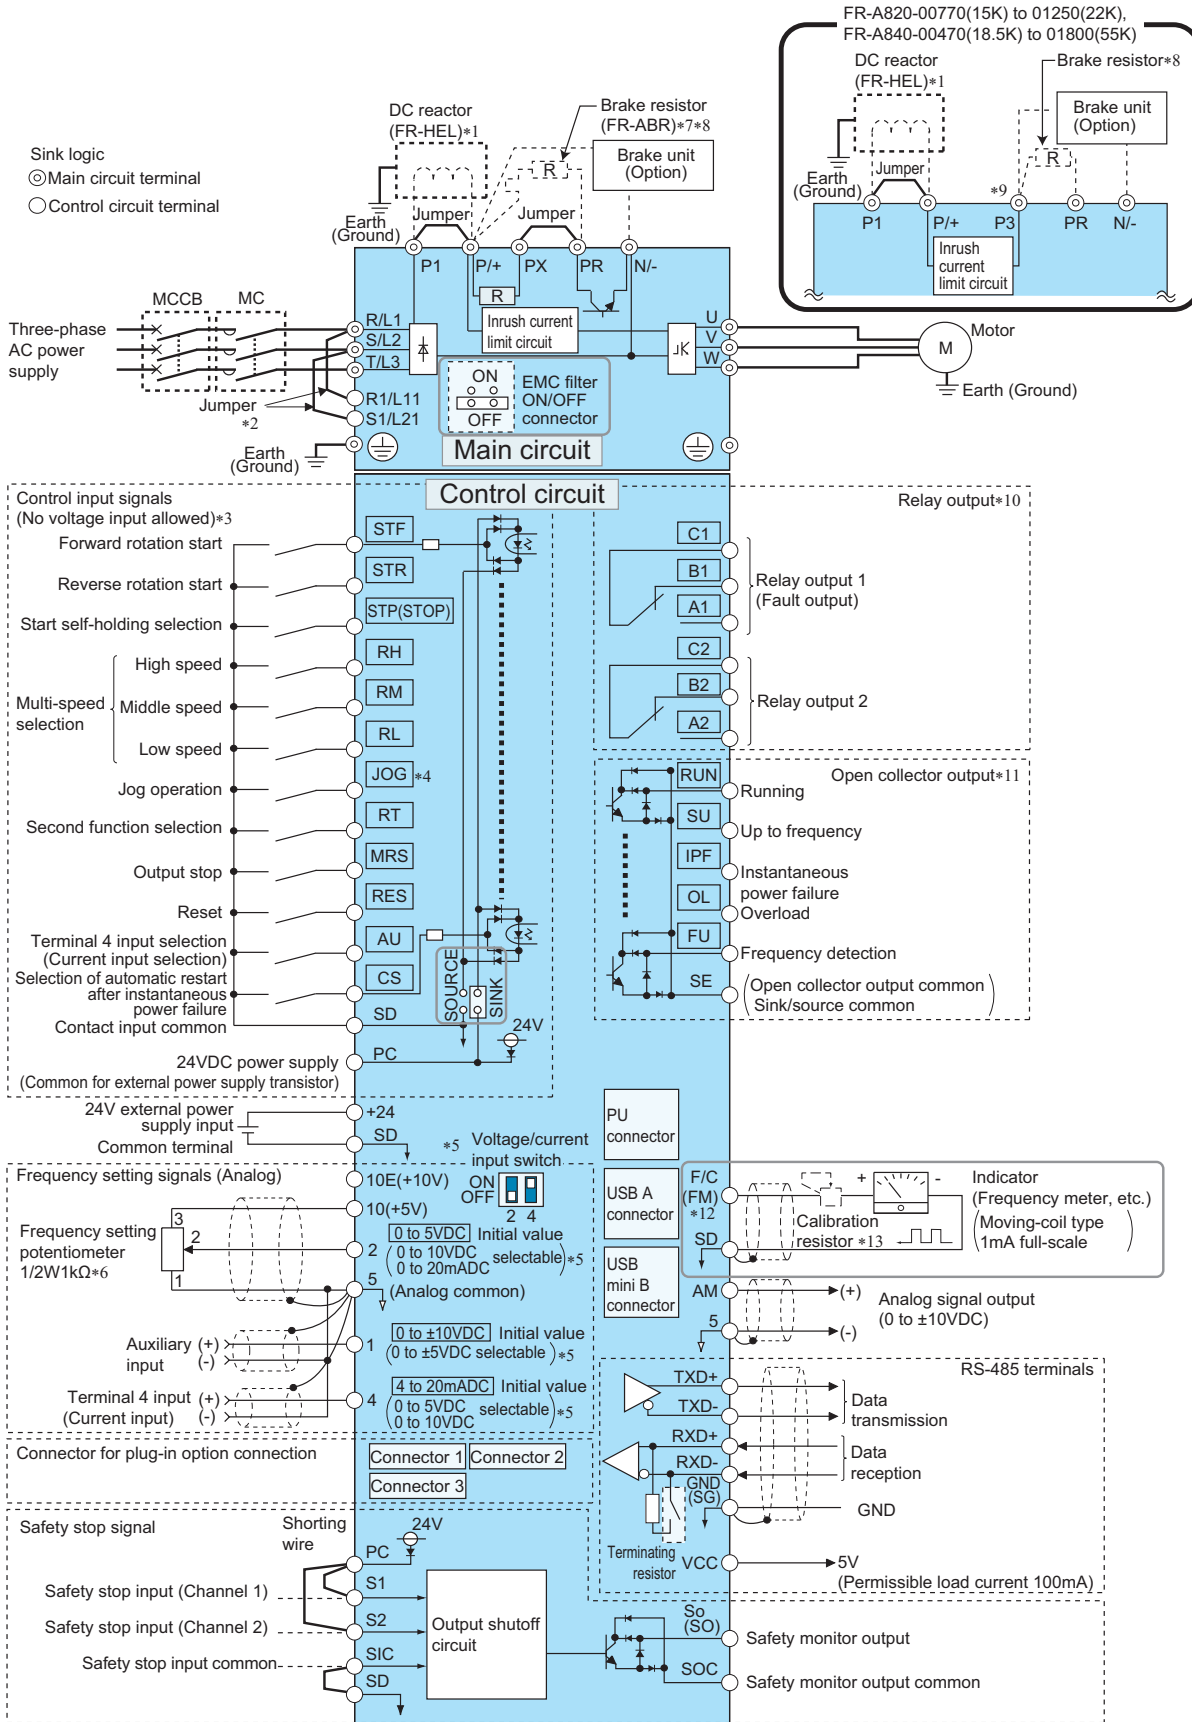 FR-A820-00770(15K) to 01250(22K),
FR-A840-00470(18.5K) to 01800(55K)
DC reactor
(FR-HEL)*1
Brake resistor*8
Brake unit
(Option)
R
Earth
(Ground)
Jumper
*9
P1
P/+
P3
PR
N/-
Inrush
current
limit circuit
Sink logic
Main circuit terminal
Control circuit terminal
DC reactor
(FR-HEL)*1
Brake resistor
(FR-ABR)*7*8
R
Brake unit
(Option)
Earth
(Ground)
Jumper
Jumper
P1
P/+
PX
PR
N/-
R
Inrush current
limit circuit
MCCB
MC
Three-phase
AC power
supply
R/L1
S/L2
T/L3
R1/L11
S1/L21
Jumper
*2
Earth
(Ground)
ON
OFF
EMC filter
ON/OFF
connector
U
V
W
Motor
M
Earth (Ground)
Main circuit
Control circuit
Control input signals
(No voltage input allowed)*3
Forward rotation start
STF
Reverse rotation start
STR
Start self-holding selection
STP(STOP)
Multi-speed
selection
High speed
RH
Middle speed
RM
Low speed
RL
Jog operation
JOG
*4
Second function selection
RT
Output stop
MRS
Reset
RES
Terminal 4 input selection
(Current input selection)
AU
Selection of automatic restart
after instantaneous
power failure
CS
Contact input common
SD
SOURCE
SINK
24V
24VDC power supply
(Common for external power supply transistor)
PC
Relay output*10
C1
B1
A1
Relay output 1
(Fault output)
C2
B2
A2
Relay output 2
Open collector output*11
RUN
Running
SU
Up to frequency
IPF
Instantaneous
power failure
OL
Overload
FU
Frequency detection
SE
Open collector output common
Sink/source common
24V external power
supply input
+24
Common terminal
SD
*5
Voltage/current
input switch
ON
OFF
2 4
Frequency setting signals (Analog)
10E(+10V)
10(+5V)
Frequency setting
potentiometer
1/2W1kΩ*6
3
2
1
2
0 to 5VDC Initial value
(0 to 10VDC
0 to 20mADC selectable)*5
5
(Analog common)
Auxiliary
input
(+)
(-)
1
0 to ±10VDC Initial value
(0 to ±5VDC selectable)*5
Terminal 4 input
(Current input)
(+)
(-)
4
4 to 20mADC Initial value
(0 to 5VDC
0 to 10VDC selectable)*5
PU
connector
USB A
connector
USB
mini B
connector
F/C
(FM)
*12
SD
+
-
Calibration
resistor *13
Indicator
(Frequency meter, etc.)
(Moving-coil type
1mA full-scale)
AM
(+)
5
(-)
Analog signal output
(0 to ±10VDC)
RS-485 terminals
TXD+
TXD-
Data
transmission
RXD+
RXD-
Data
reception
GND
(SG)
GND
Terminating
resistor
VCC
5V
(Permissible load current 100mA)
Connector for plug-in option connection
Connector 1
Connector 2
Connector 3
Safety stop signal
Shorting
wire
24V
PC
Safety stop input (Channel 1)
S1
Safety stop input (Channel 2)
S2
Safety stop input common
SIC
SD
Output shutoff
circuit
So
(SO)
Safety monitor output
SOC
Safety monitor output common